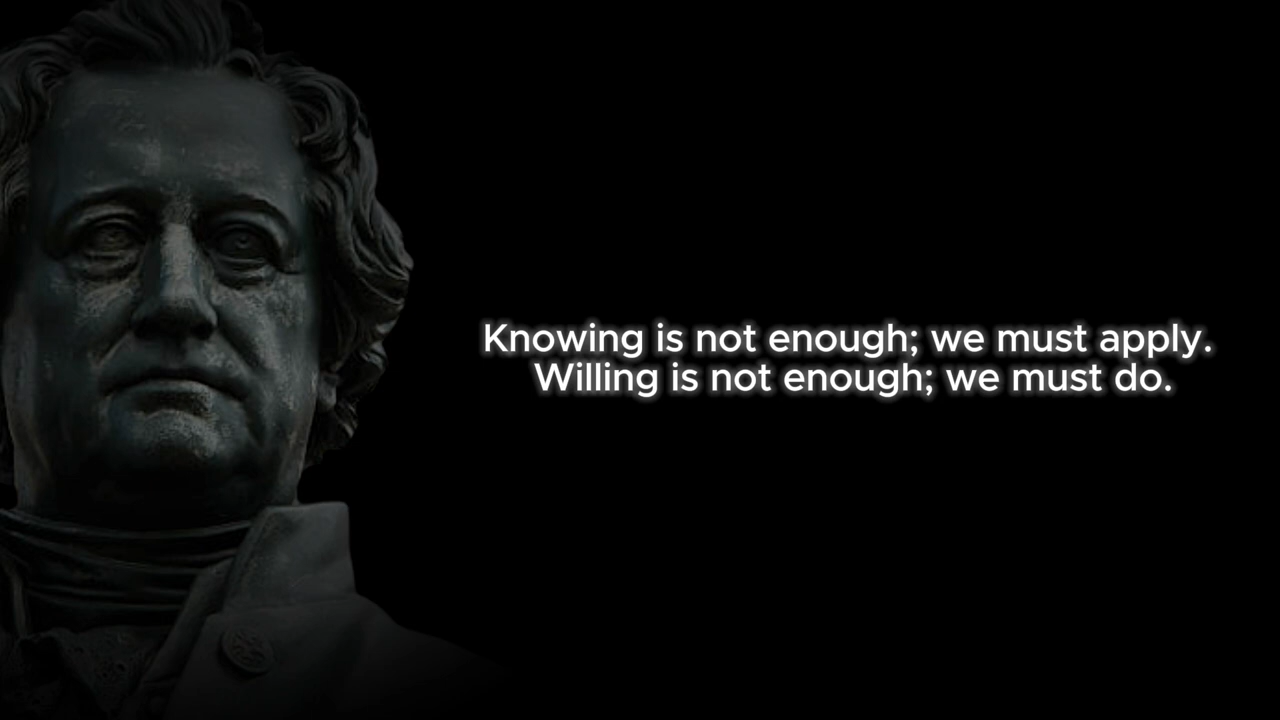 Knowing is not enough; we must apply.
Willing is not enough; we must do.